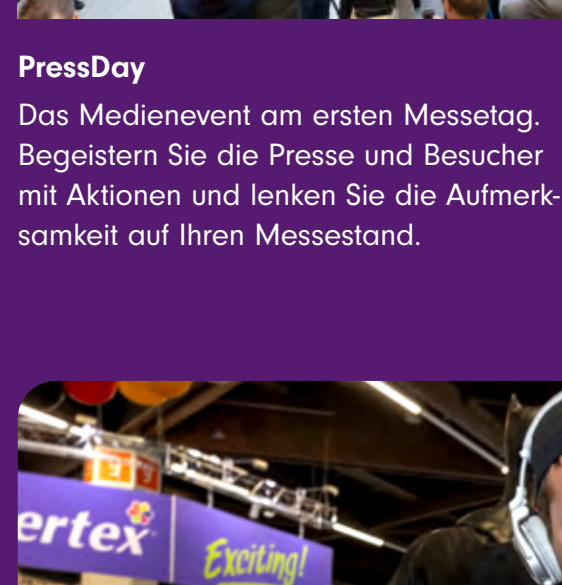 PressDay
Das Medienevent am ersten Messetag.
Begeistern Sie die Presse und Besucher
mit Aktionen und lenken Sie die Aufmerk-
samkeit auf Ihren Messestand.
ertex
Exciting!